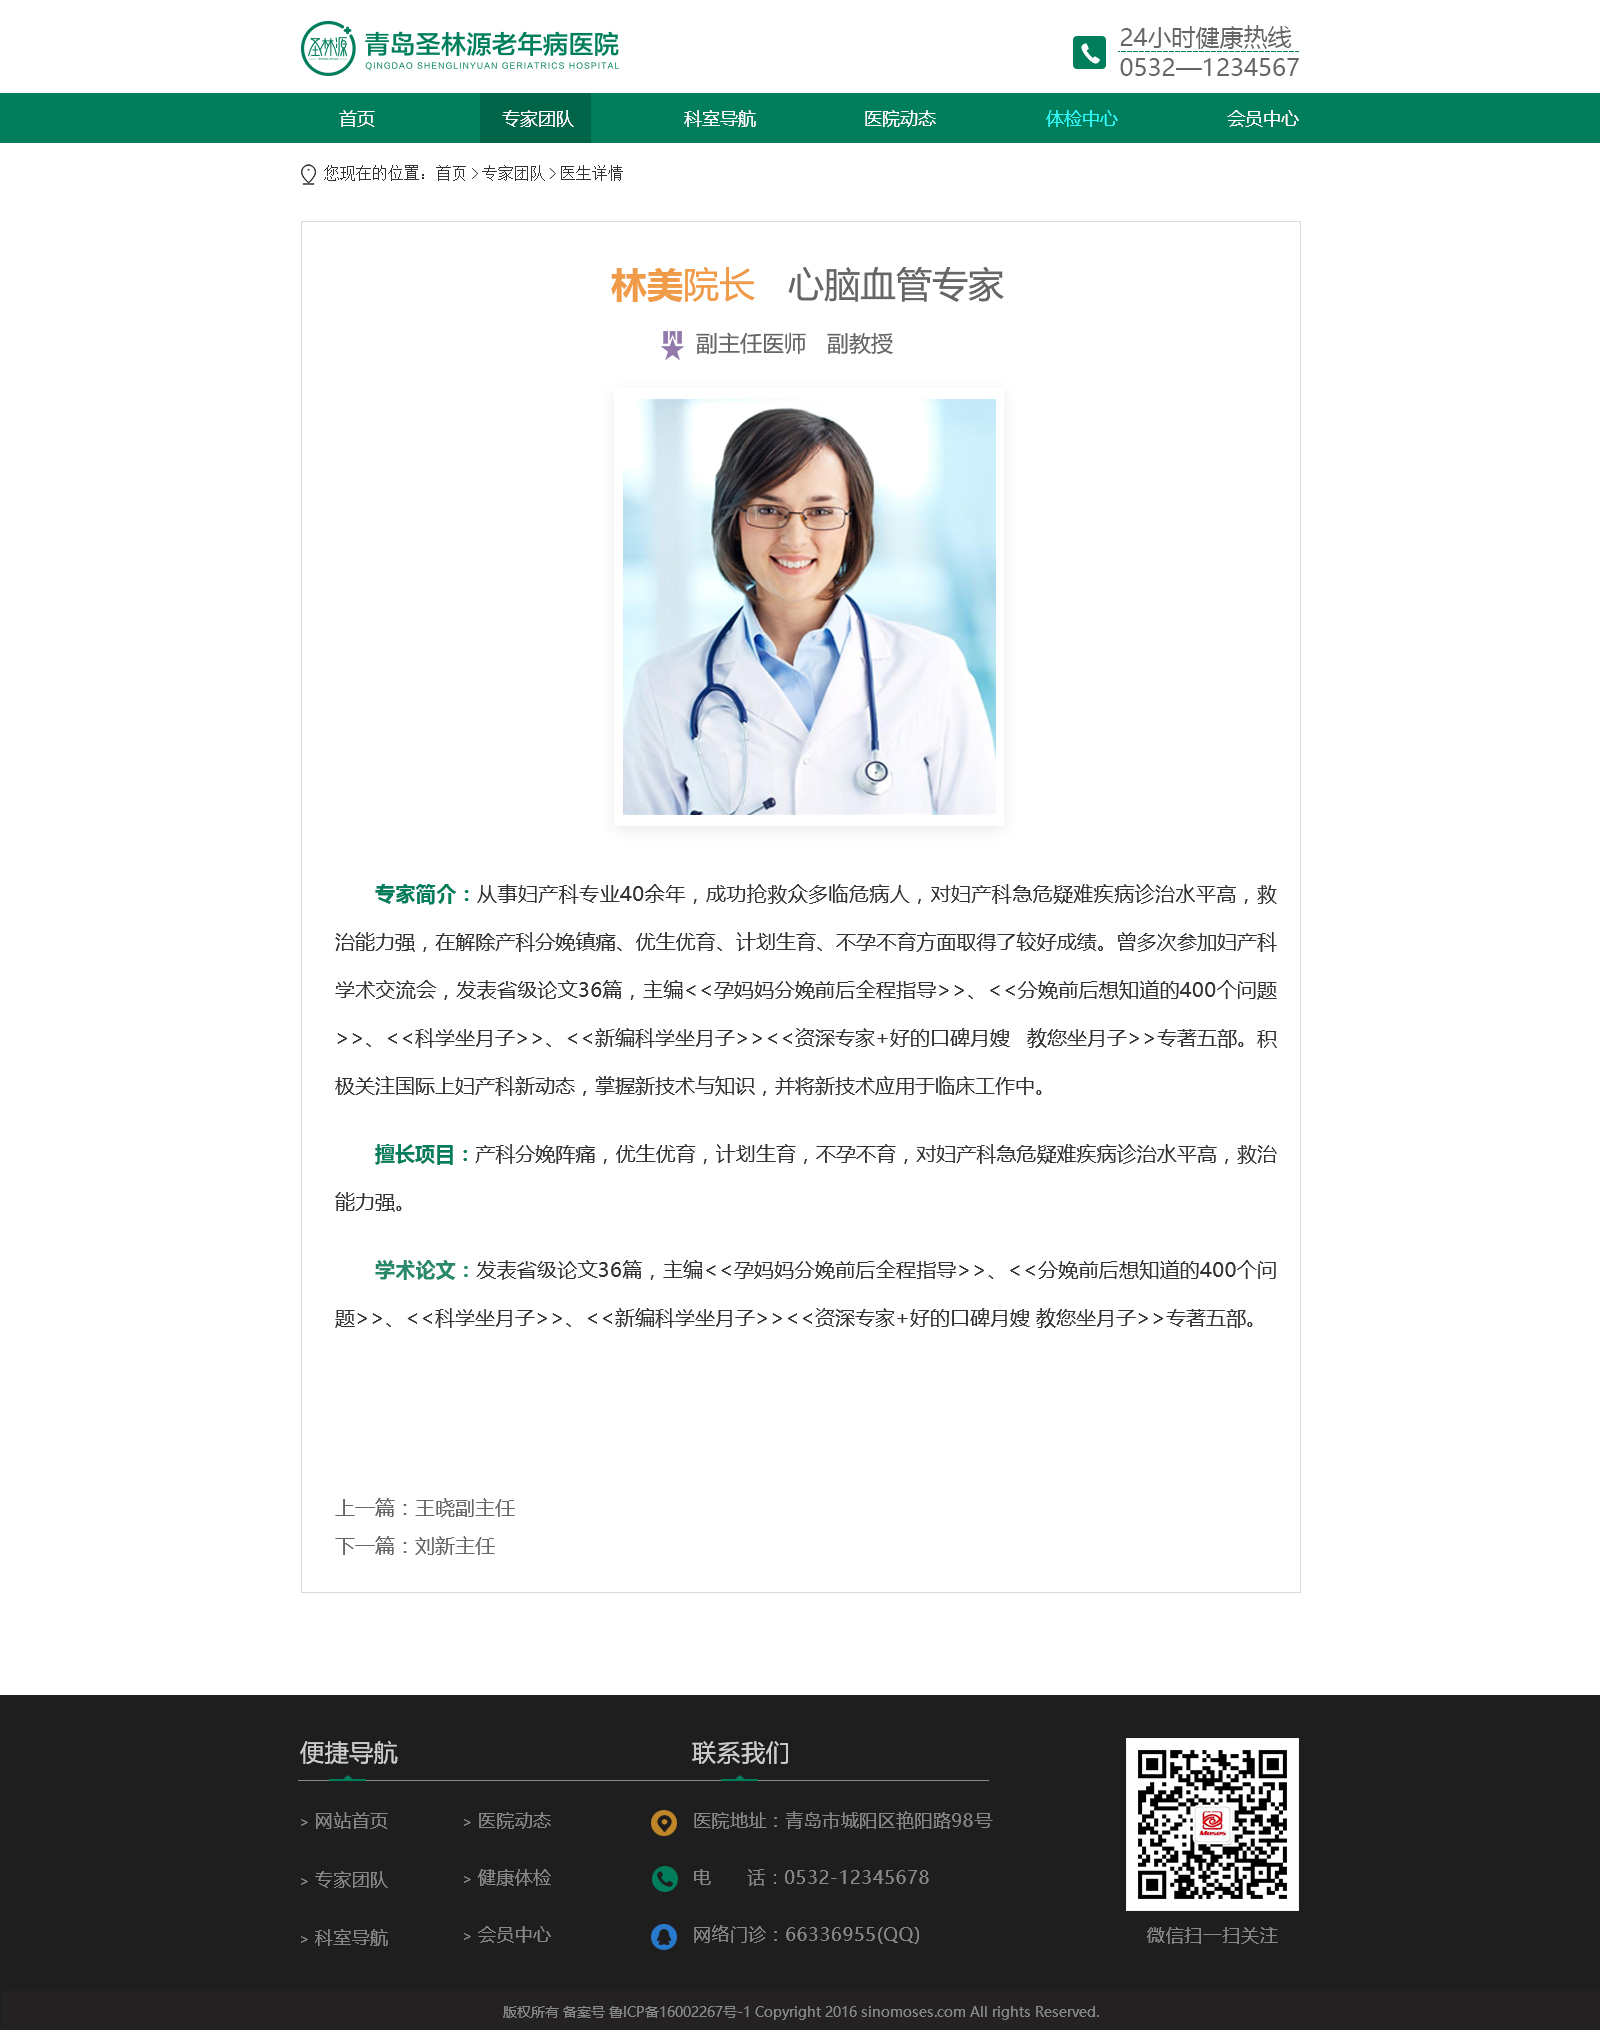 圣林源
青岛圣林源老年病医院
QINGDAO SHENGLINYUAN GERIATRICS HOSPITAL
24小时健康热线
0532—1234567
首页 专家团队 科室导航 医院动态 体检中心 会员中心
您现在的位置：首页>专家团队>医生详情
林美院长 心脑血管专家
副主任医师 副教授
专家简介：从事妇产科专业40余年，成功抢救众多临危病人，对妇产科急危疑难疾病诊治水平高，救
治能力强，在解除产科分娩镇痛、优生优育、计划生育、不孕不育方面取得了较好成绩。曾多次参加妇产科
学术交流会，发表省级论文36篇，主编<<孕妈妈分娩前后全程指导>>、<<分娩前后想知道的400个问题
>>、<<科学坐月子>>、<<新编科学坐月子>><<资深专家+好的口碑月嫂 教您坐月子>>专著五部。积
极关注国际上妇产科新动态，掌握新技术与知识，并将新技术应用于临床工作中。
擅长项目：产科分娩阵痛，优生优育，计划生育，不孕不育，对妇产科急危疑难疾病诊治水平高，救治
能力强。
学术论文：发表省级论文36篇，主编<<孕妈妈分娩前后全程指导>>、<<分娩前后想知道的400个问
题>>、<<科学坐月子>>、<<新编科学坐月子>><<资深专家+好的口碑月嫂 教您坐月子>>专著五部。
上一篇：王晓副主任
下一篇：刘新主任
便捷导航 联系我们
> 网站首页 > 医院动态 医院地址：青岛市城阳区艳阳路98号
> 专家团队 > 健康体检 电 话：0532-12345678
> 科室导航 > 会员中心 网络门诊：66336955(QQ)
Moses
微信扫一扫关注
版权所有 备案号 鲁ICP备16002267号-1 Copyright 2016 sinomoses.com All rights Reserved.